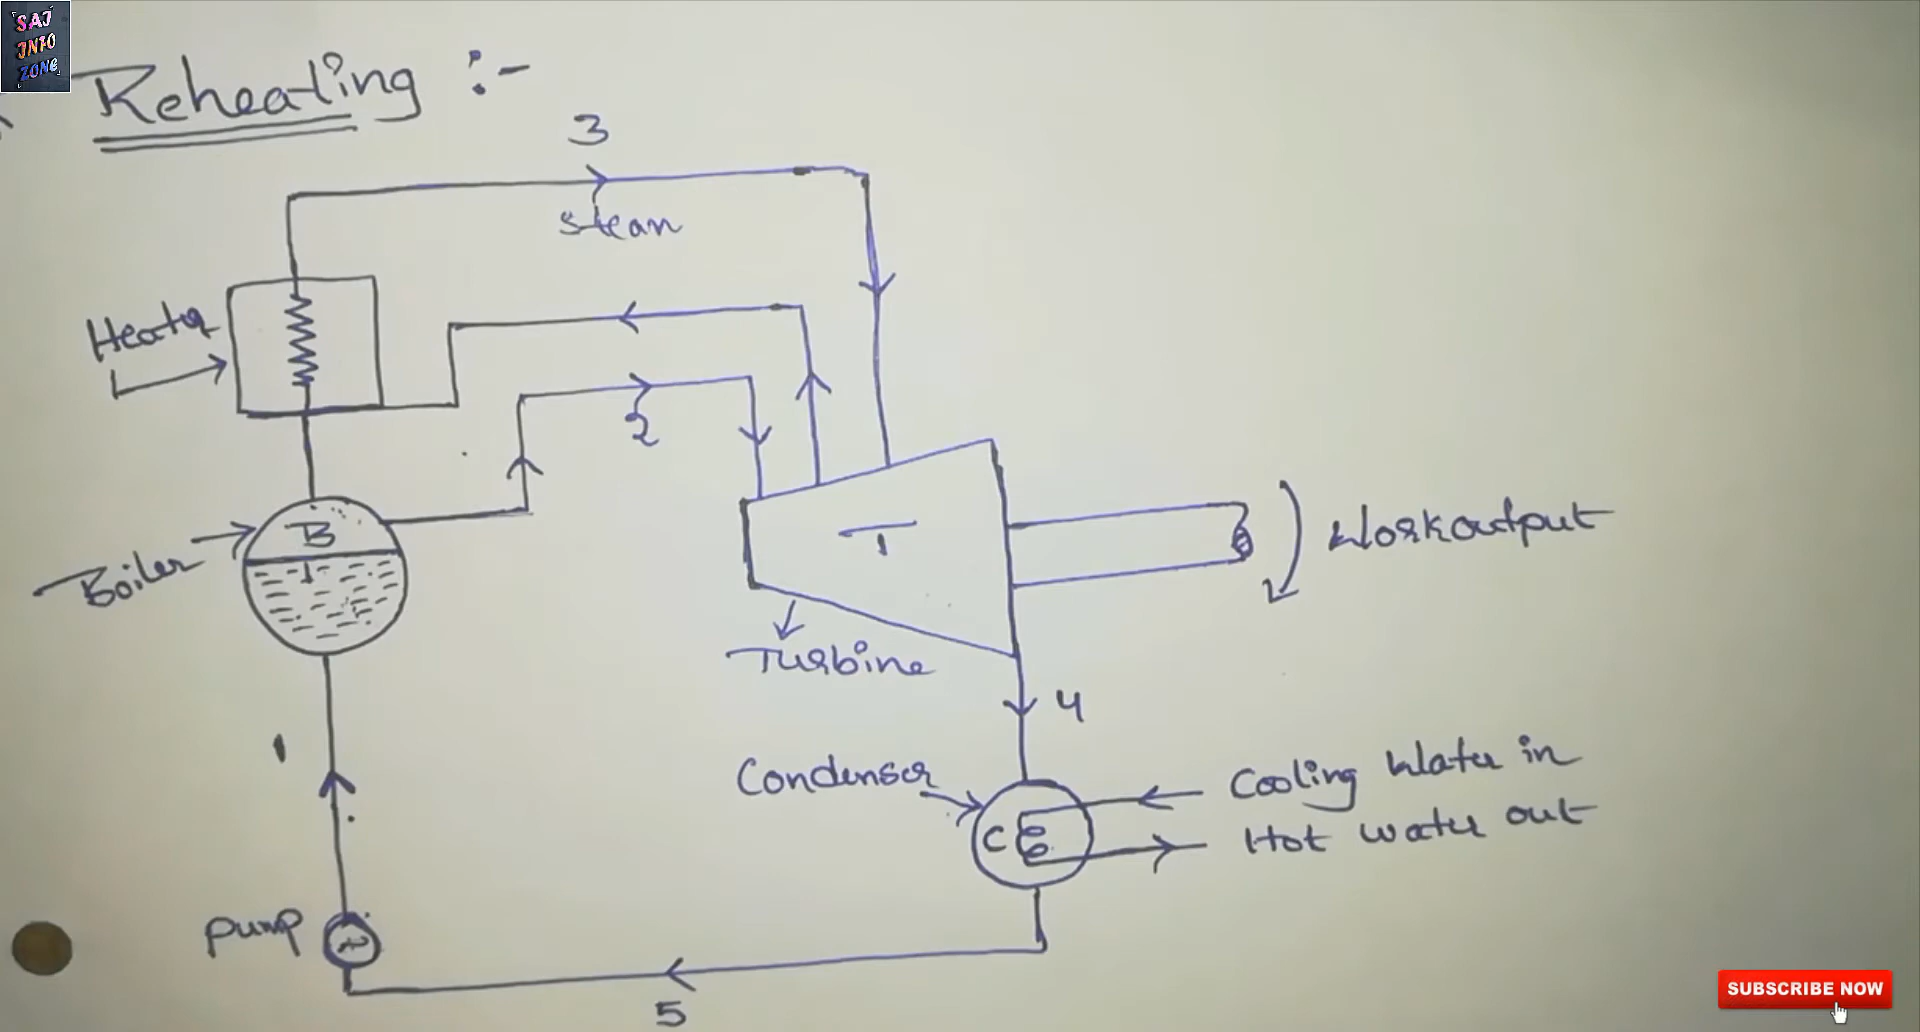 SAJ
INFO
ZONE
Reheating :-
3
steam
Heater
2
B
Boiler
T
Workoutput
Turbine
1
4
Condenser
C
Cooling Water in
Hot water out
Pump
5
SUBSCRIBE NOW